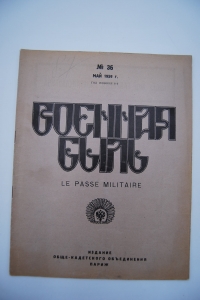 № 36
МАЙ 1959 г.
ВОЕННАЯ
БЫЛЬ
LE PASSE MILITAIRE
ИЗДАНИЕ
ОБЩЕ-КАДЕТСКОГО ОБЪЕДИНЕНИЯ
ПАРИЖ